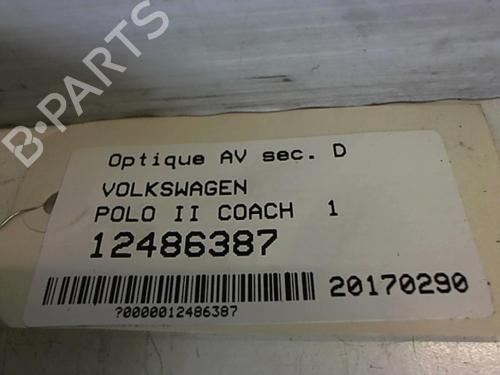 B-PARTS
Optique AV sec. D
VOLKSWAGEN
POLO II COACH 1
12486387
20170290
?0000012486387